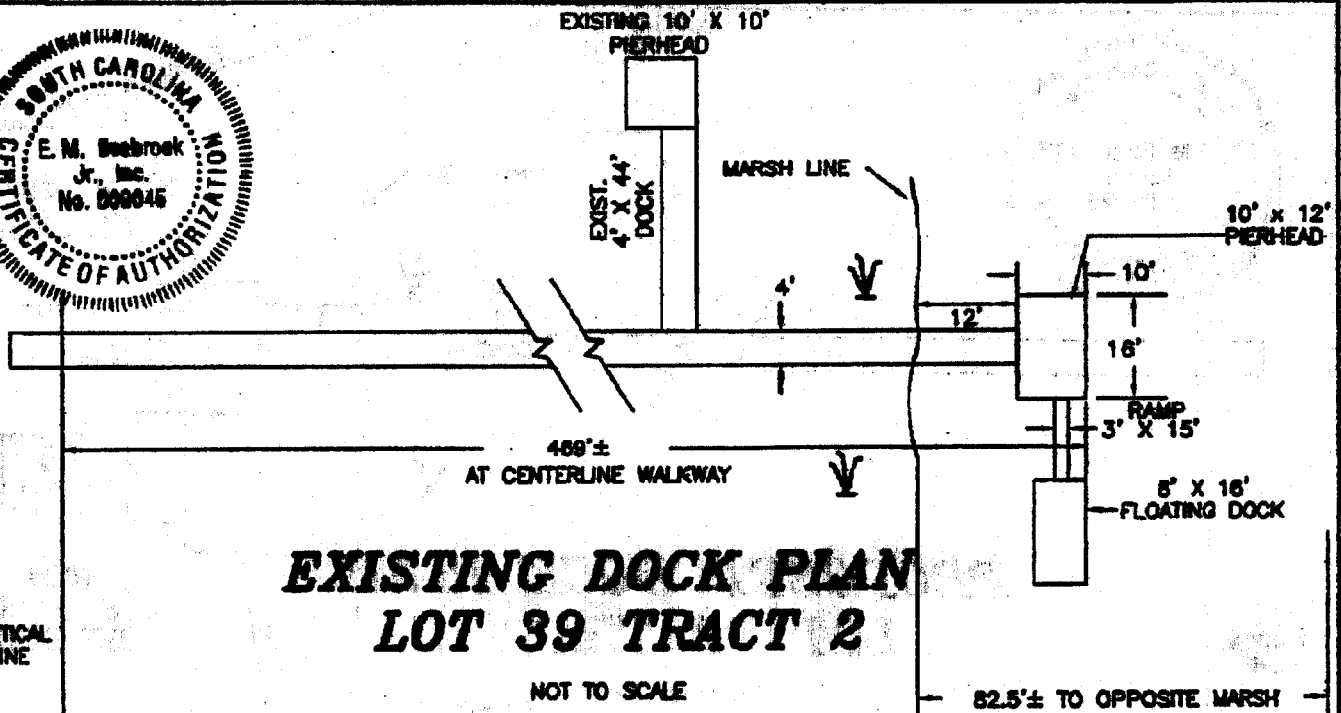 EXISTING 10' X 10'
PIERHEAD
SOUTH CAROLINA
CERTIFICATE OF AUTHORIZATION
E. M. Seabrook
Jr., Inc.
No.
EXIST.
4' X 44'
DOCK
MARSH LINE
10' x 12'
PIERHEAD
10'
4'
12'
16'
RAMP
3' X 15'
469'±
AT CENTERLINE WALKWAY
X 16'
FLOATING DOCK
EXISTING DOCK PLAN
LOT 39 TRACT 2
NOT TO SCALE
TICAL
INE
82.5'± TO OPPOSITE MARSH